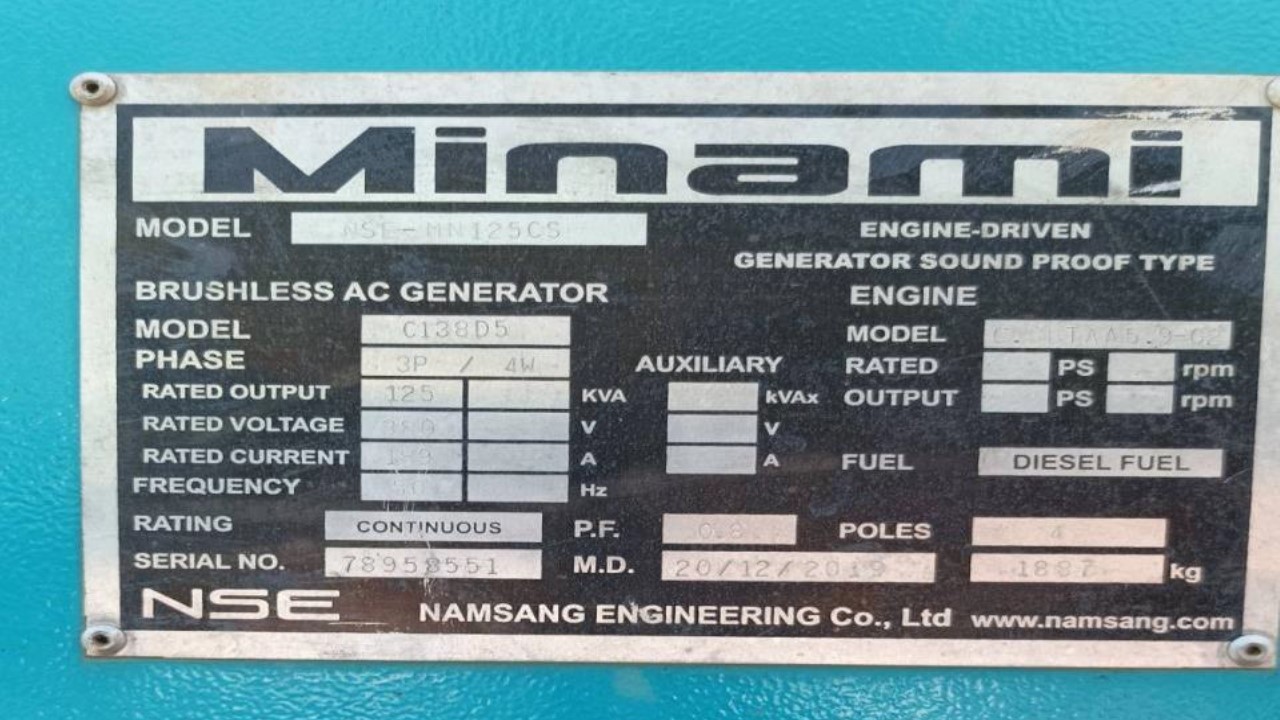 Minami
MODEL NSE-MN125CS
ENGINE-DRIVEN
GENERATOR SOUND PROOF TYPE
BRUSHLESS AC GENERATOR
MODEL C138D5
PHASE 3P / 4W
RATED OUTPUT 125 KVA
RATED VOLTAGE 380 V
RATED CURRENT A
FREQUENCY 50 Hz
AUXILIARY
kVAx
V
A
ENGINE
MODEL
RATED PS rpm
OUTPUT PS rpm
FUEL DIESEL FUEL
RATING CONTINUOUS P.F. 0.8 POLES 4
SERIAL NO. 78958551 M.D. 20/12/2019 kg
NSE NAMSANG ENGINEERING Co., Ltd www.namsang.com